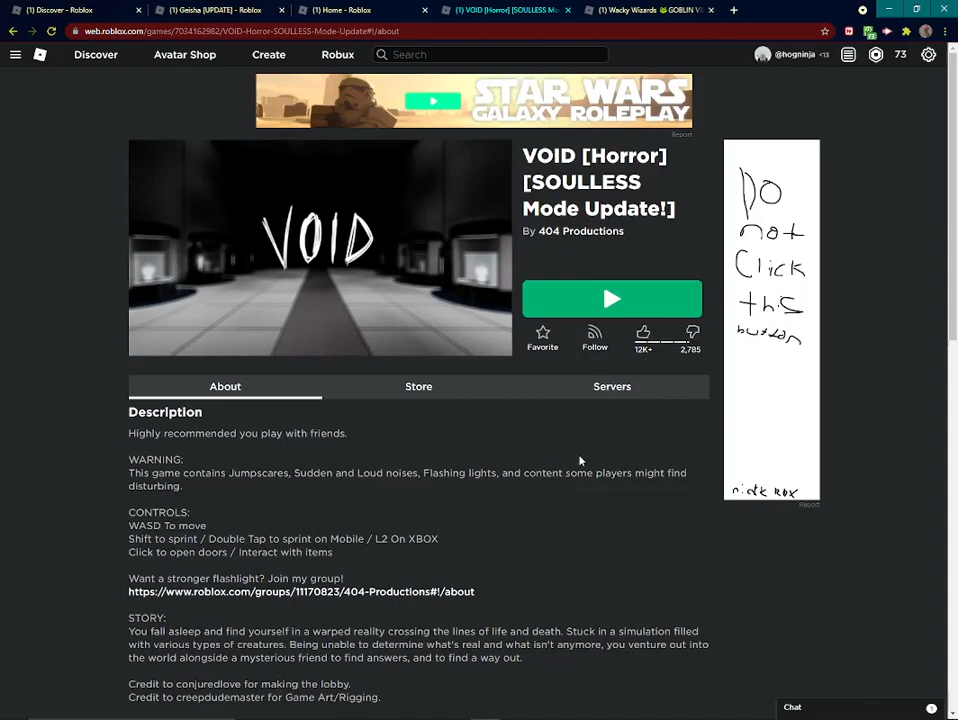 (1) Discover - Roblox
(1) Geisha [UPDATE] - Roblox
(1) Home - Roblox
(1) VOID [Horror] [SOULLESS Mo
(1) Wacky Wizards 🐸 GOBLIN V
web.roblox.com/games/7034162982/VOID-Horror-SOULLESS-Mode-Update#!/about
73
Discover
Avatar Shop
Create
Robux
Search
@hogninja <13
73
STAR WARS
GALAXY ROLEPLAY
Report
VOID
VOID [Horror]
[SOULLESS
Mode Update!]
By 404 Productions
Favorite
Follow
12K+
2,785
Do
not
Click
this
button
Report
About
Store
Servers
Description
Highly recommended you play with friends.
WARNING:
This game contains Jumpscares, Sudden and Loud noises, Flashing lights, and content some players might find
disturbing.
CONTROLS:
WASD To move
Shift to sprint / Double Tap to sprint on Mobile / L2 On XBOX
Click to open doors / Interact with items
Want a stronger flashlight? Join my group!
https://www.roblox.com/groups/11170823/404-Productions#!/about
STORY:
You fall asleep and find yourself in a warped reality crossing the lines of life and death. Stuck in a simulation filled
with various types of creatures. Being unable to determine what's real and what isn't anymore, you venture out into
the world alongside a mysterious friend to find answers, and to find a way out.
Credit to conjuredlove for making the lobby.
Credit to creepdudemaster for Game Art/Rigging.
Chat
1